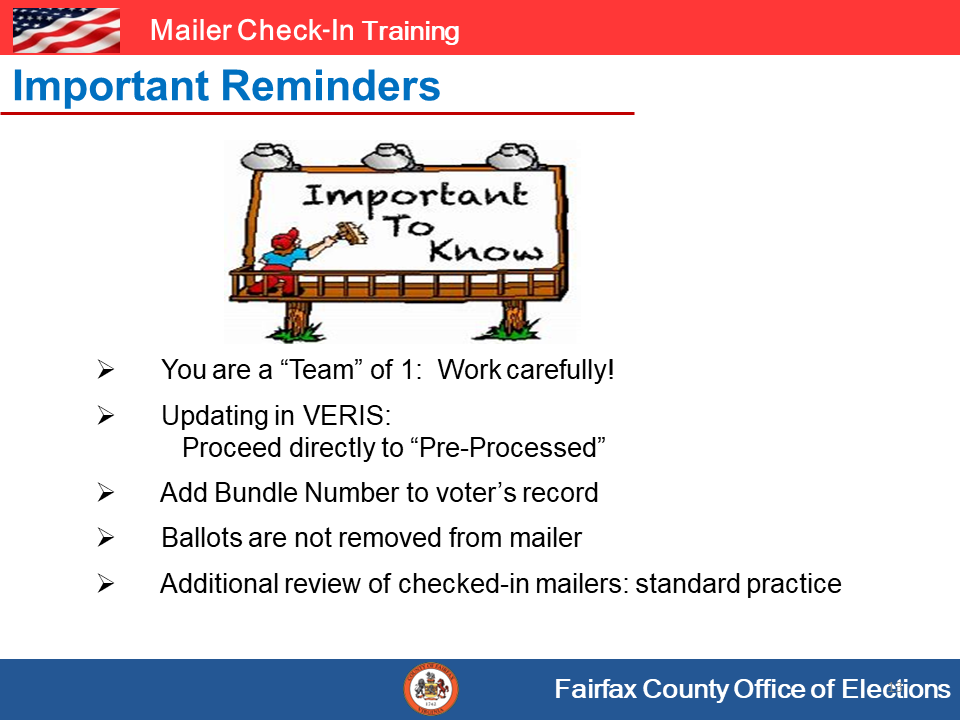 Mailer Check-In Training
Important Reminders
Important
To
Know
➢ You are a “Team” of 1:  Work carefully!
➢ Updating in VERIS:
Proceed directly to “Pre-Processed”
➢ Add Bundle Number to voter’s record
➢ Ballots are not removed from mailer
➢ Additional review of checked-in mailers: standard practice
1742
Fairfax County Office of Elections